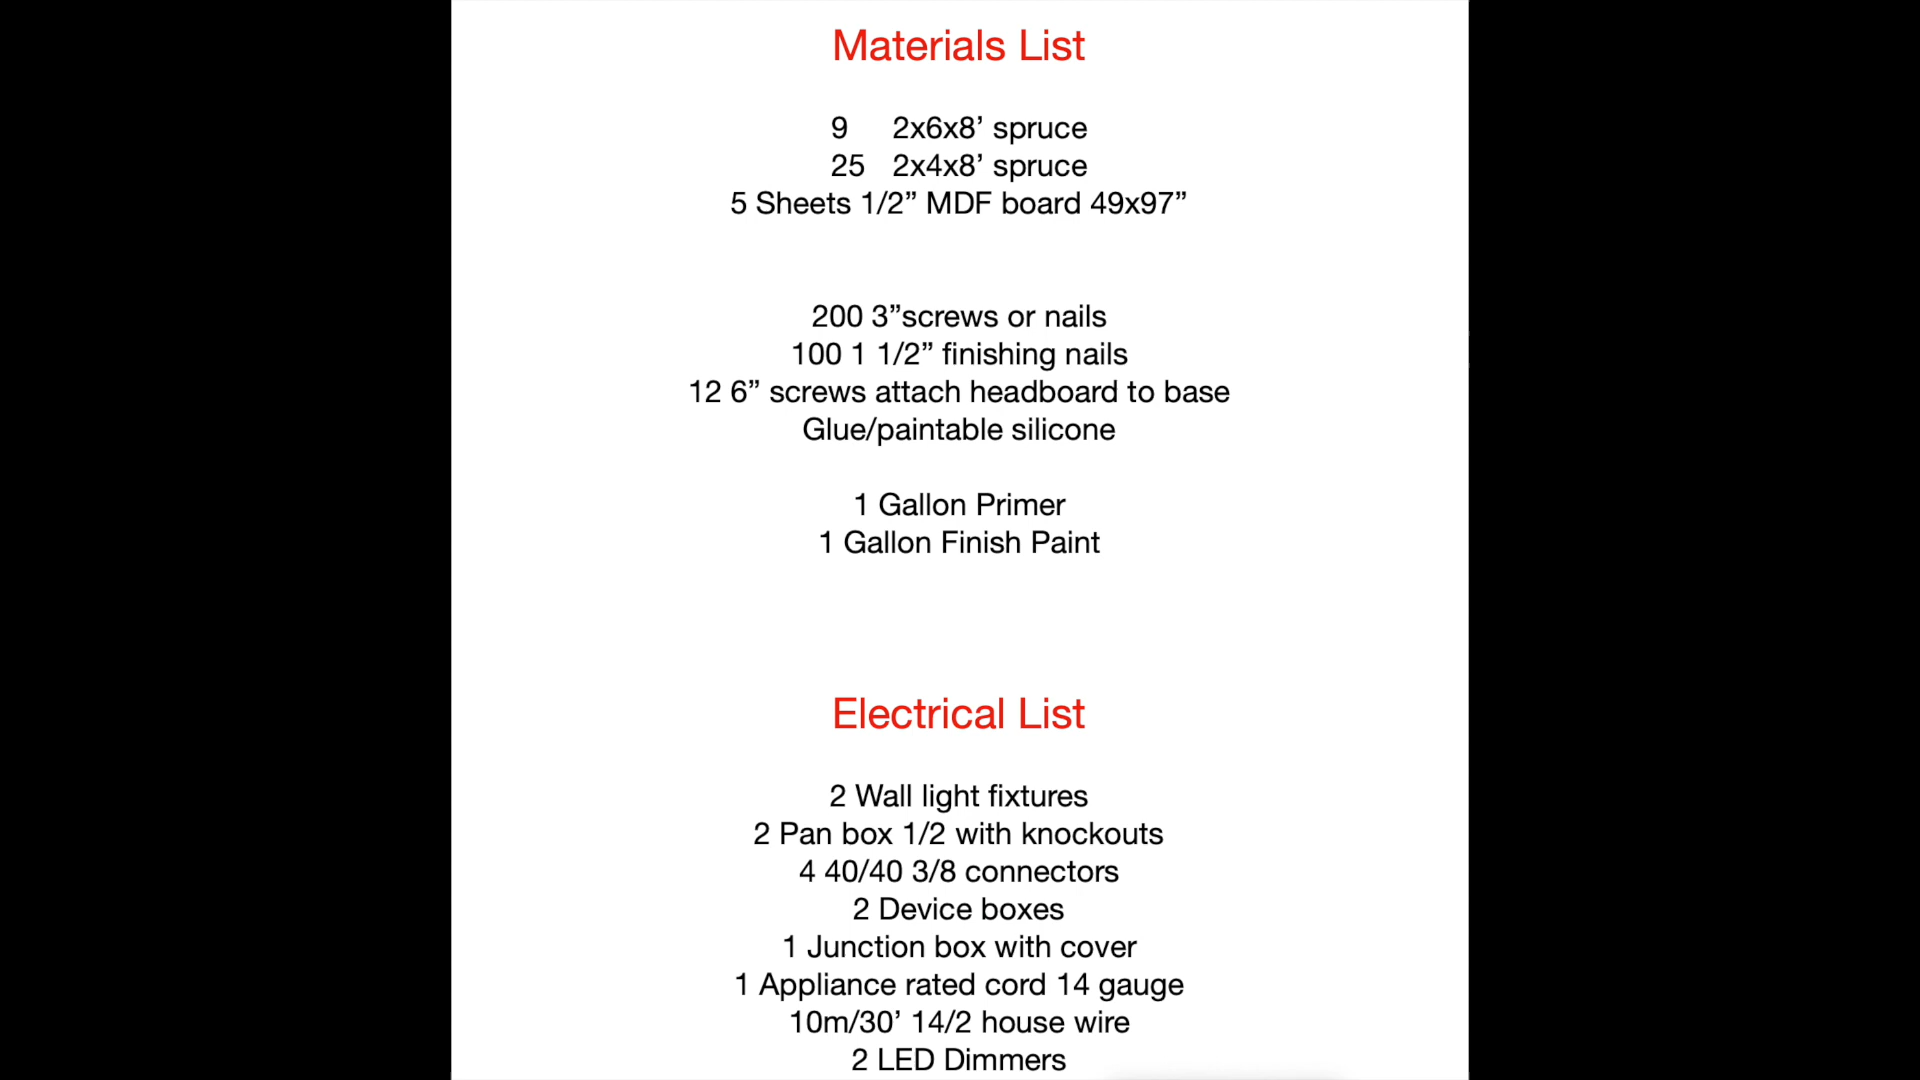 Materials List
9 2x6x8’ spruce
25 2x4x8’ spruce
5 Sheets 1/2” MDF board 49x97”
200 3”screws or nails
100 1 1/2” finishing nails
12 6” screws attach headboard to base
Glue/paintable silicone
1 Gallon Primer
1 Gallon Finish Paint
Electrical List
2 Wall light fixtures
2 Pan box 1/2 with knockouts
4 40/40 3/8 connectors
2 Device boxes
1 Junction box with cover
1 Appliance rated cord 14 gauge
10m/30’ 14/2 house wire
2 LED Dimmers